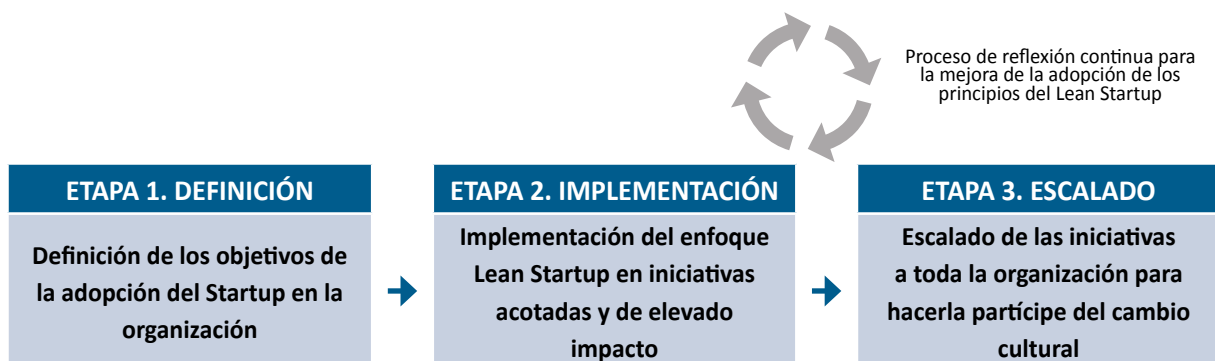 Proceso de reflexión continua para
la mejora de la adopción de los
principios del Lean Startup
ETAPA 1. DEFINICIÓN
Definición de los objetivos de
la adopción del Startup en la
organización
ETAPA 2. IMPLEMENTACIÓN
Implementación del enfoque
Lean Startup en iniciativas
acotadas y de elevado
impacto
ETAPA 3. ESCALADO
Escalado de las iniciativas
a toda la organización para
hacerla partícipe del cambio
cultural